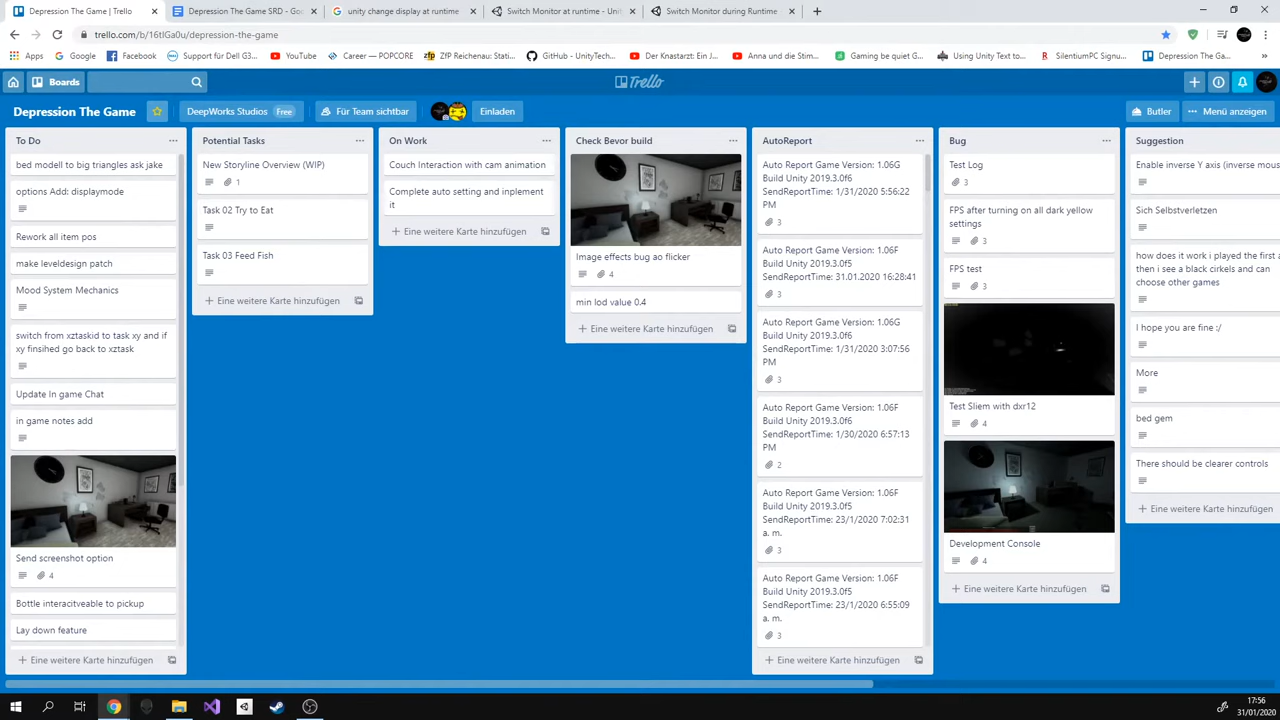 Depression The Game | Trello
Depression The Game SRD - Goo
unity change display at runtime
Switch Monitor at runtime - Unit
Switch Monitor during Runtime
trello.com/b/16tIGa0u/depression-the-game
Apps
Google
Facebook
Support für Dell G3...
YouTube
Career — POPCORE
ZfP Reichenau: Stati...
GitHub - UnityTech...
Der Knastarzt: Ein J...
Anna und die Stim...
Gaming be quiet G...
Using Unity Text to...
SilentiumPC Signu...
Depression The Ga...
Boards
Trello
Depression The Game
DeepWorks Studios Free
Für Team sichtbar
Einladen
Butler
Menü anzeigen
To Do
bed modell to big triangles ask jake
options Add: displaymode
Rework all item pos
make leveldesign patch
Mood System Mechanics
switch from xztaskid to task xy and if
xy finsihed go back to xztask
Update In game Chat
in game notes add
Send screenshot option
4
Bottle interacitveable to pickup
Lay down feature
+ Eine weitere Karte hinzufügen
Potential Tasks
New Storyline Overview (WIP)
1
Task 02 Try to Eat
Task 03 Feed Fish
+ Eine weitere Karte hinzufügen
On Work
Couch Interaction with cam animation
Complete auto setting and inplement
it
+ Eine weitere Karte hinzufügen
Check Bevor build
Image effects bug ao flicker
4
min lod value 0.4
+ Eine weitere Karte hinzufügen
AutoReport
Auto Report Game Version: 1.06G
Build Unity 2019.3.0f6
SendReportTime: 1/31/2020 5:56:22
PM
3
Auto Report Game Version: 1.06F
Build Unity 2019.3.0f5
SendReportTime: 31.01.2020 16:28:41
3
Auto Report Game Version: 1.06G
Build Unity 2019.3.0f6
SendReportTime: 1/31/2020 3:07:56
PM
3
Auto Report Game Version: 1.06F
Build Unity 2019.3.0f6
SendReportTime: 1/30/2020 6:57:13
PM
2
Auto Report Game Version: 1.06F
Build Unity 2019.3.0f5
SendReportTime: 23/1/2020 7:02:31
a. m.
3
Auto Report Game Version: 1.06F
Build Unity 2019.3.0f5
SendReportTime: 23/1/2020 6:55:09
a. m.
3
+ Eine weitere Karte hinzufügen
Bug
Test Log
3
FPS after turning on all dark yellow
settings
3
FPS test
3
Test Sliem with dxr12
4
Development Console
4
+ Eine weitere Karte hinzufügen
Suggestion
Enable inverse Y axis (inverse mous
Sich Selbstverletzen
how does it work i played the first a
then i see a black cirkels and can
choose other games
I hope you are fine :/
More
bed gem
There should be clearer controls
+ Eine weitere Karte hinzufügen
17:56
31/01/2020